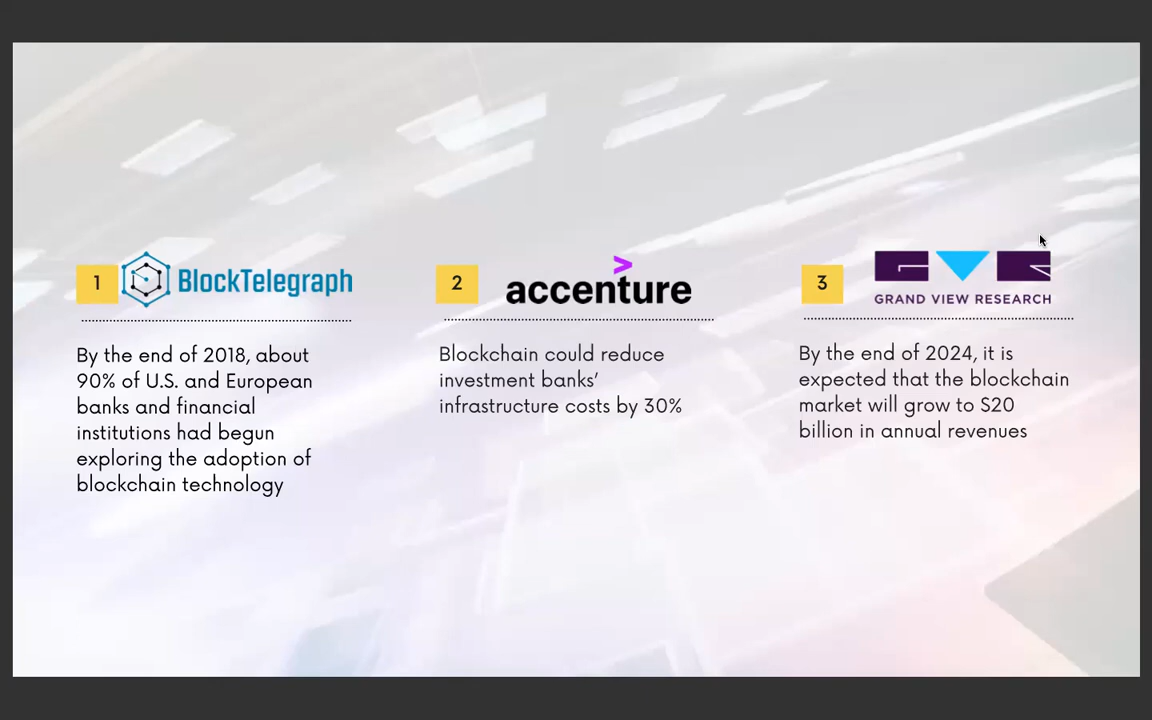 1
BlockTelegraph
By the end of 2018, about
90% of U.S. and European
banks and financial
institutions had begun
exploring the adoption of
blockchain technology
2
accenture
Blockchain could reduce
investment banks’
infrastructure costs by 30%
3
GRAND VIEW RESEARCH
By the end of 2024, it is
expected that the blockchain
market will grow to $20
billion in annual revenues